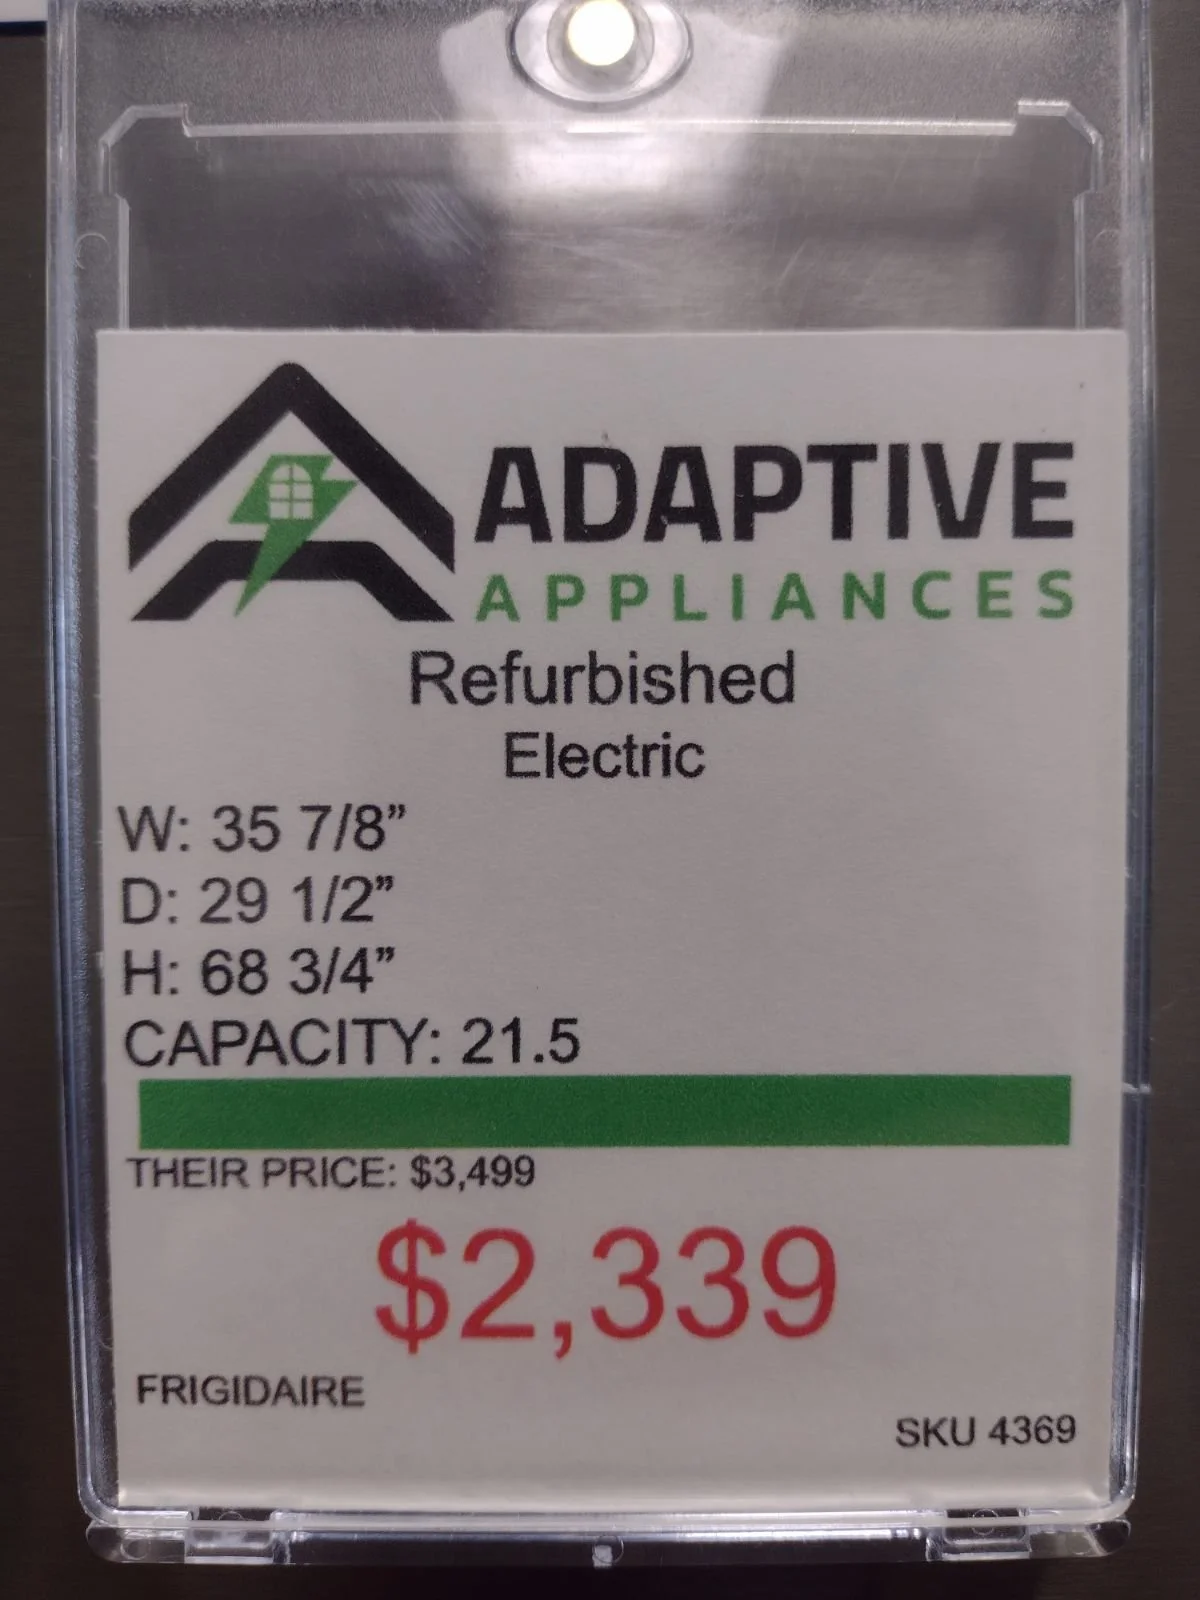 ADAPTIVE
APPLIANCES
Refurbished
Electric
W: 35 7/8”
D: 29 1/2”
H: 68 3/4”
CAPACITY: 21.5
THEIR PRICE: $3,499
$2,339
FRIGIDAIRE
SKU 4369